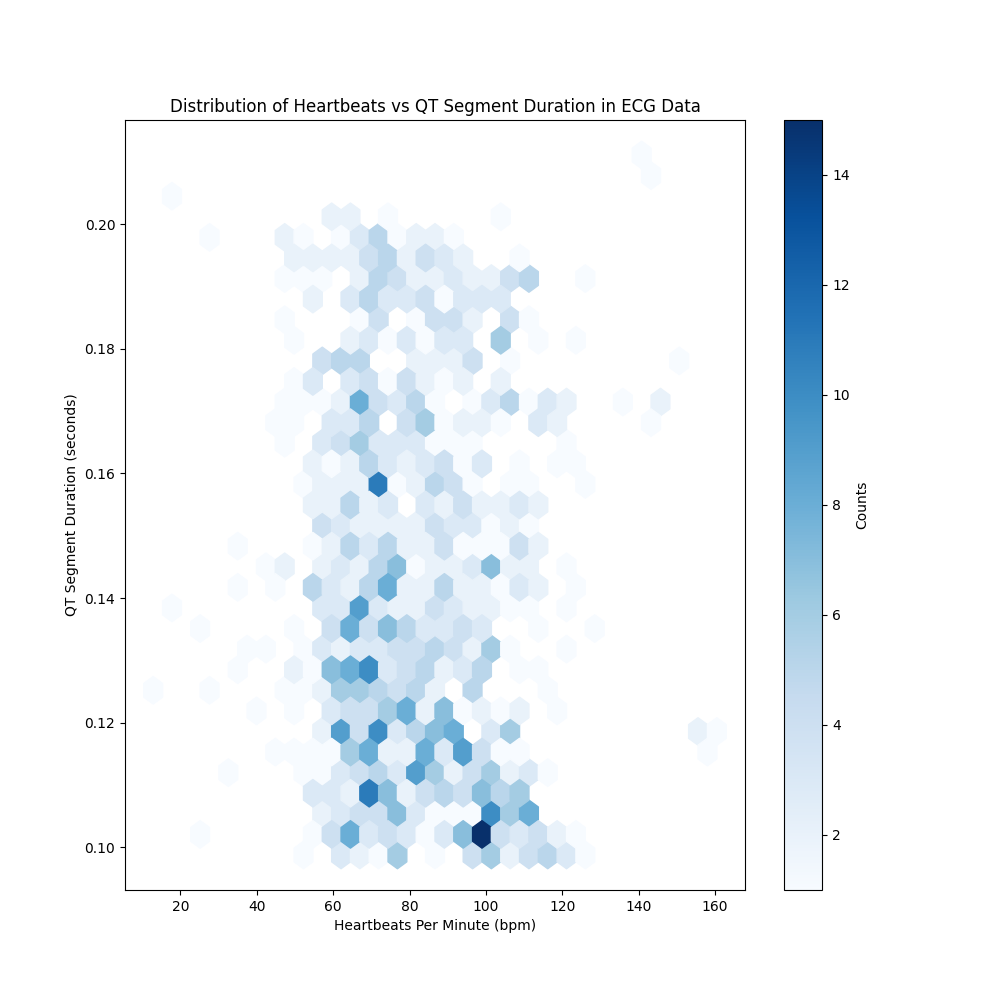 Distribution of Heartbeats vs QT Segment Duration in ECG Data
QT Segment Duration (seconds)
0.20
0.18
0.16
0.14
0.12
0.10
20 40 60 80 100 120 140 160
Heartbeats Per Minute (bpm)
14
12
10
8
6
4
2
Counts